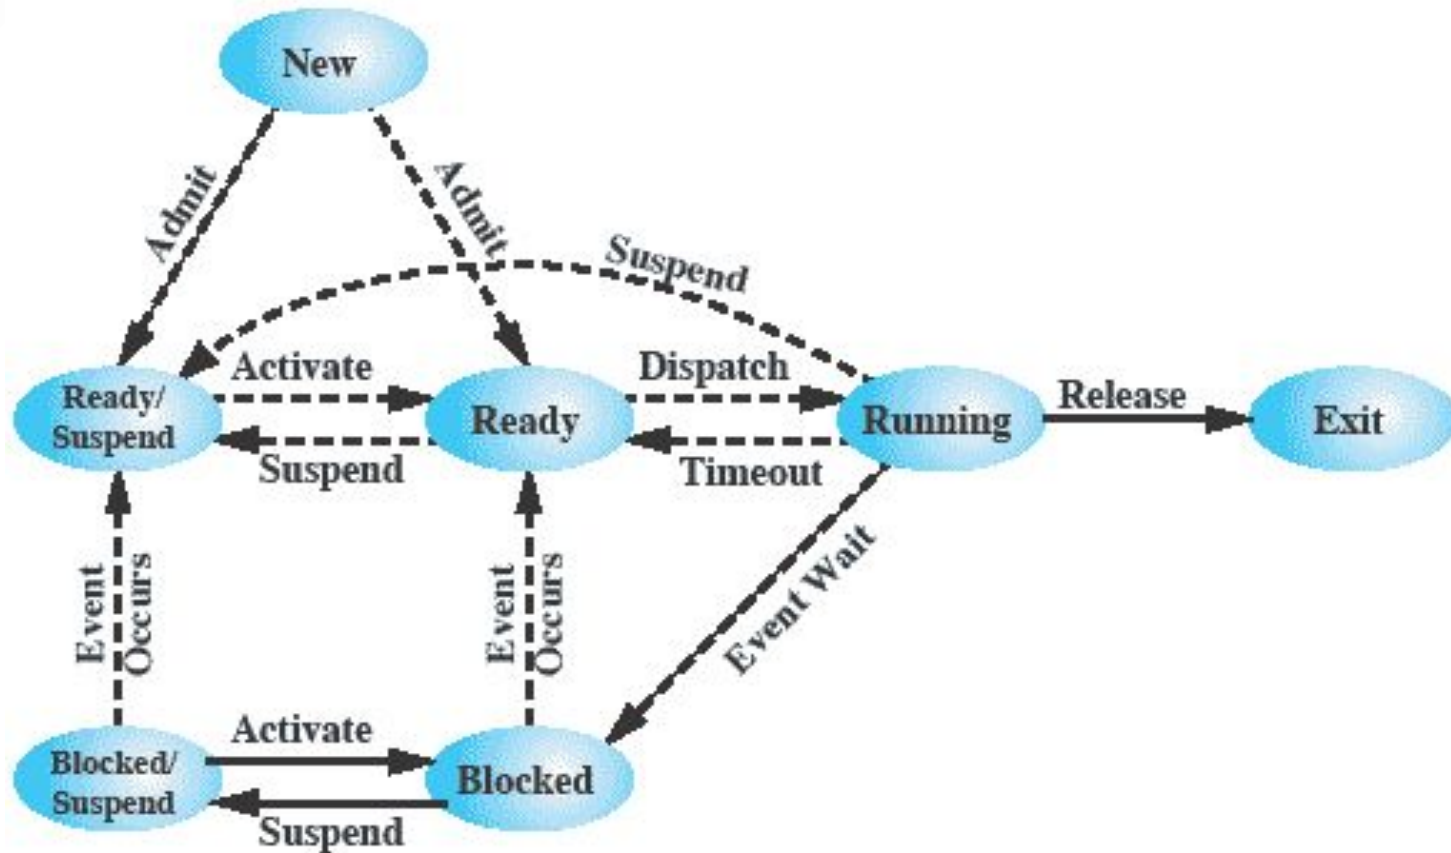 New
Admit
Admit
Suspend
Ready/
Suspend
Activate
Suspend
Ready
Dispatch
Timeout
Running
Release
Exit
Event
Occurs
Event
Occurs
Event Wait
Blocked/
Suspend
Activate
Suspend
Blocked